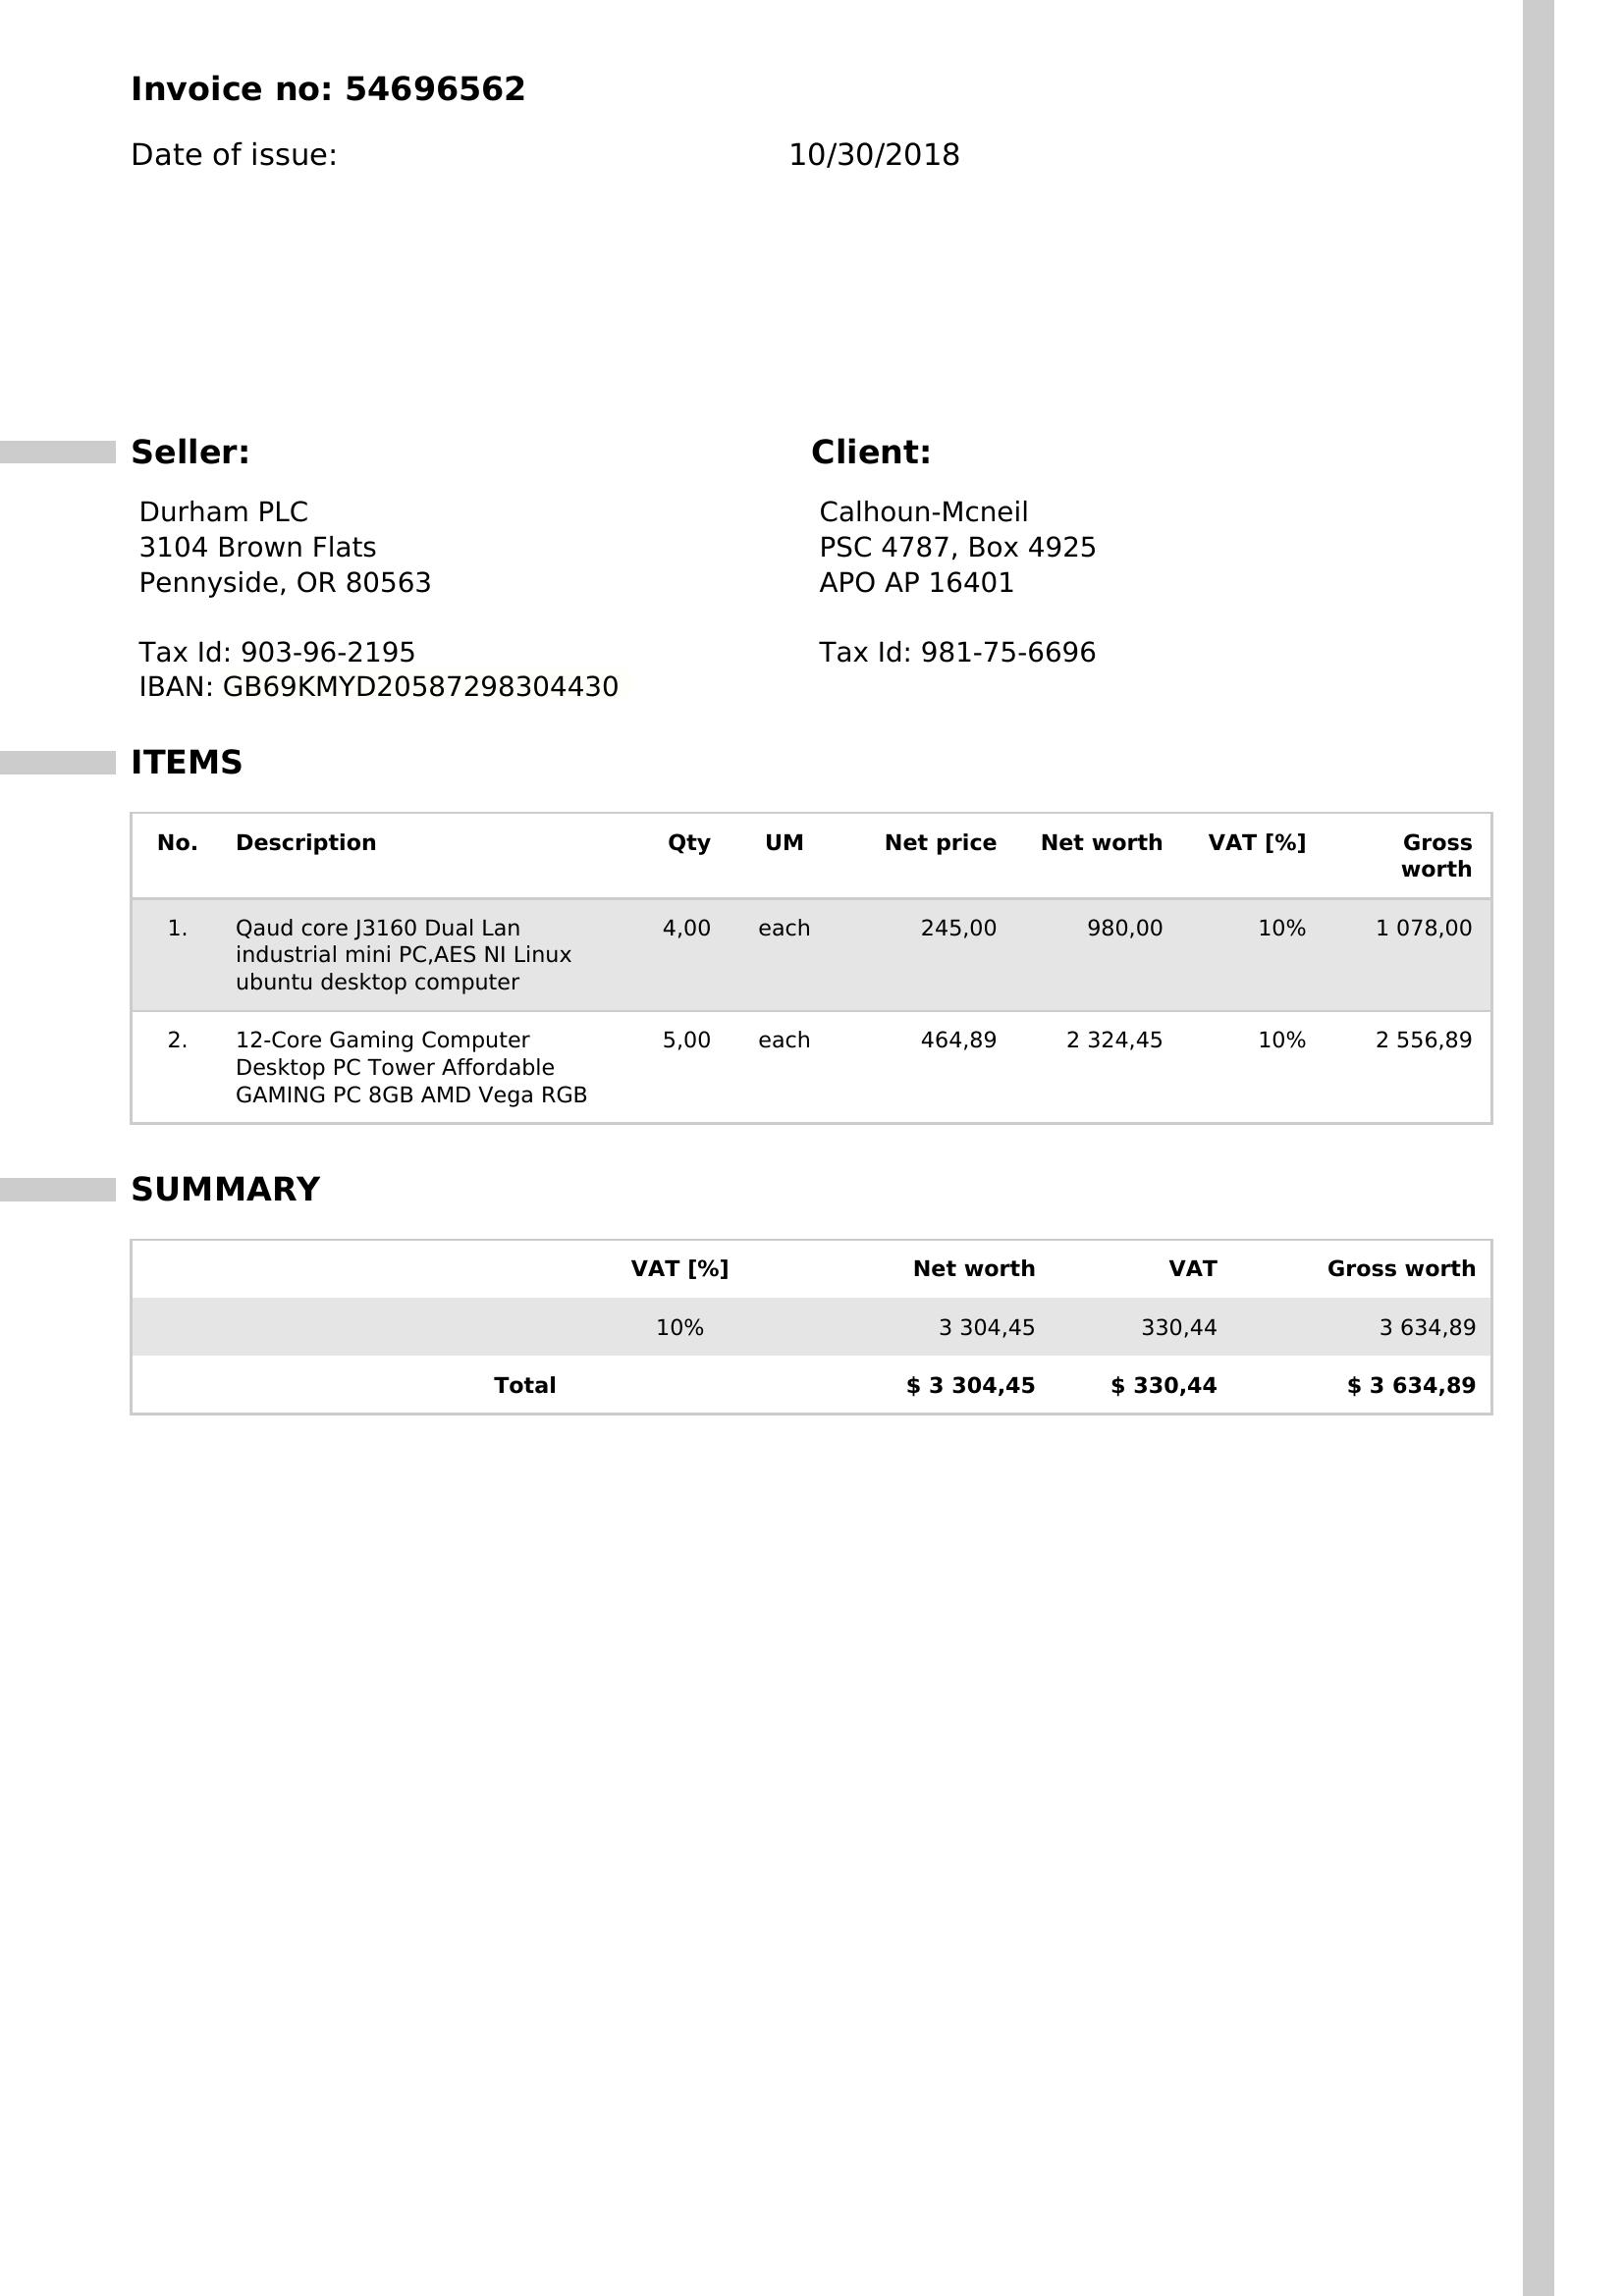 Invoice no: 54696562
Date of issue: 10/30/2018
Seller:
Durham PLC
3104 Brown Flats
Pennyside, OR 80563
Tax Id: 903-96-2195
IBAN: GB69KMYD20587298304430
Client:
Calhoun-Mcneil
PSC 4787, Box 4925
APO AP 16401
Tax Id: 981-75-6696
ITEMS
No. Description Qty UM Net price Net worth VAT [%] Gross
worth
1. Qaud core J3160 Dual Lan 4,00 each 245,00 980,00 10% 1 078,00
industrial mini PC,AES NI Linux
ubuntu desktop computer
2. 12-Core Gaming Computer 5,00 each 464,89 2 324,45 10% 2 556,89
Desktop PC Tower Affordable
GAMING PC 8GB AMD Vega RGB
SUMMARY
VAT [%] Net worth VAT Gross worth
10% 3 304,45 330,44 3 634,89
Total $ 3 304,45 $ 330,44 $ 3 634,89